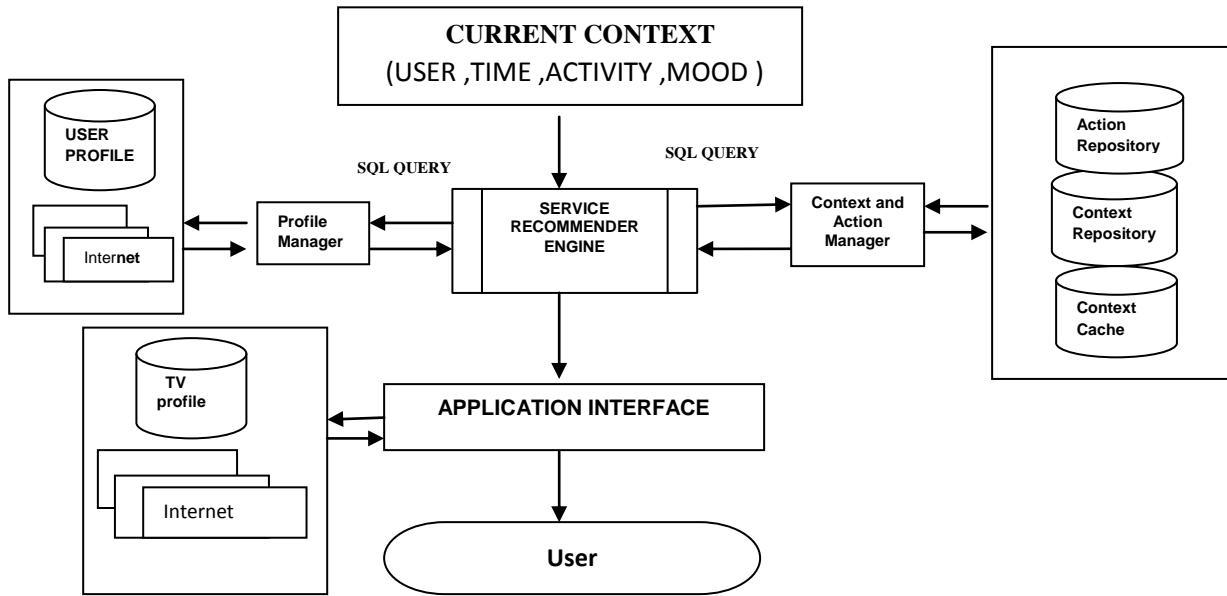 CURRENT CONTEXT
(USER ,TIME ,ACTIVITY ,MOOD )
USER
PROFILE
Internet
SQL QUERY
Profile
Manager
SERVICE
RECOMMENDER
ENGINE
SQL QUERY
Context and
Action
Manager
Action
Repository
Context
Repository
Context
Cache
TV
profile
Internet
APPLICATION INTERFACE
User